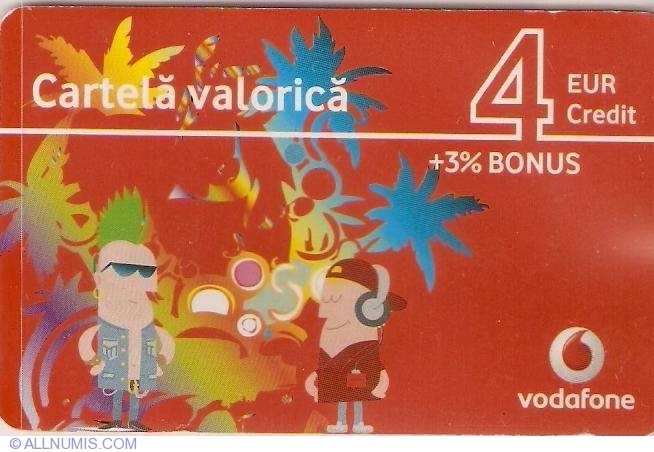 Cartelă valorică
4 EUR
Credit
+3% BONUS
vodafone
© ALLNUMIS.COM